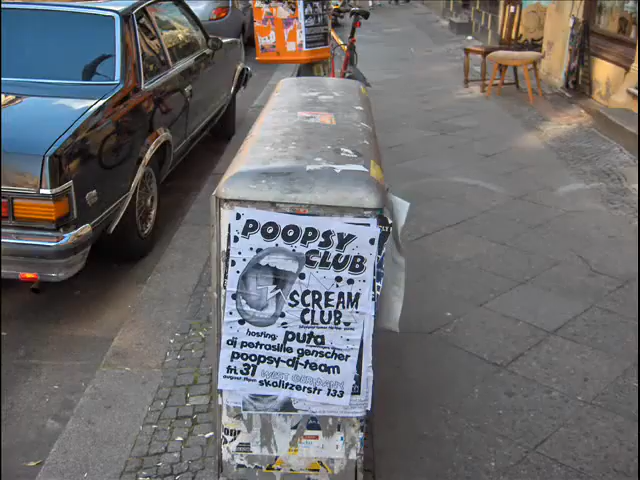 POOPSY
CLUB
SCREAM
CLUB
hosting: puta
dj petrasilie genscher
poopsy-dj-team
fri 31 WEST GERMANY
skalitzerstr 133